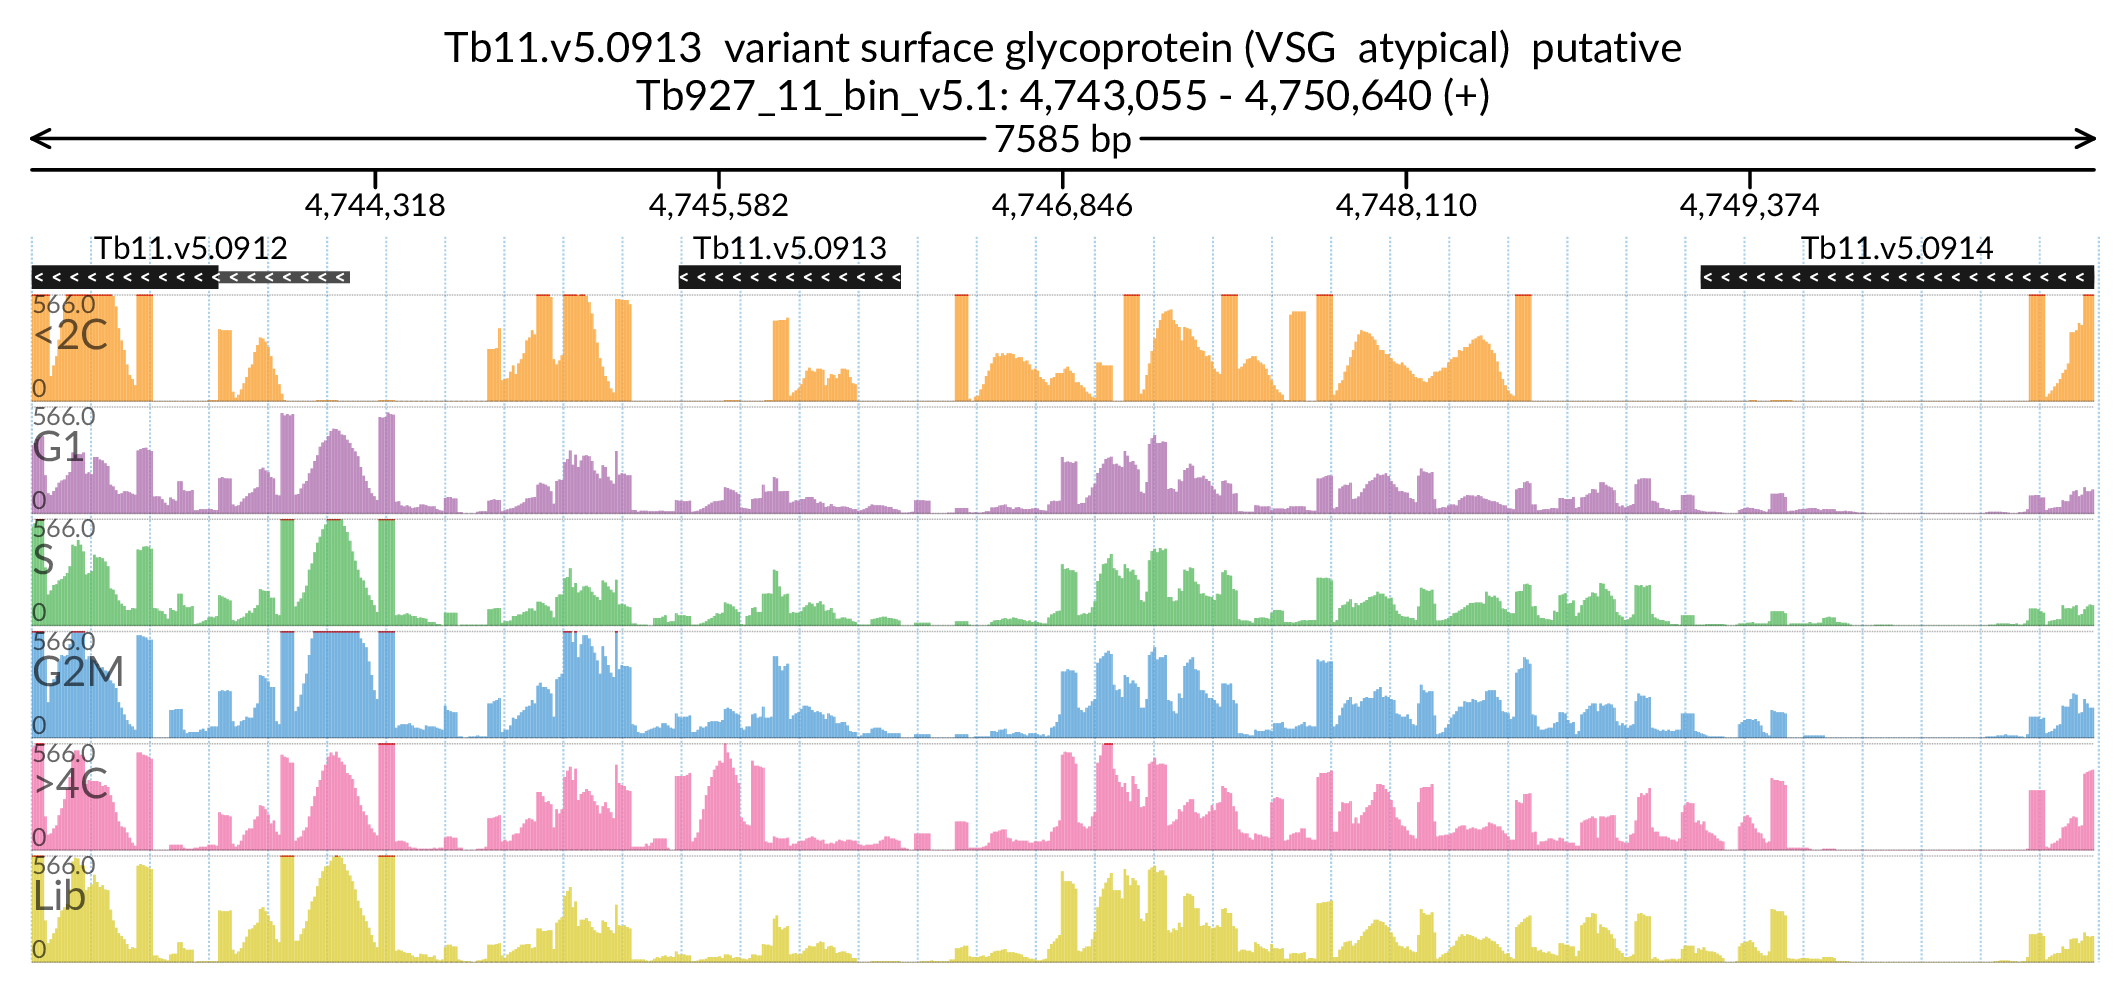 Tb11.v5.0913 variant surface glycoprotein (VSG atypical) putative
Tb927_11_bin_v5.1: 4,743,055 - 4,750,640 (+)
7585 bp
4,744,318 4,745,582 4,746,846 4,748,110 4,749,374
Tb11.v5.0912 Tb11.v5.0913 Tb11.v5.0914
566.0
<2C
0
566.0
G1
0
566.0
S
0
566.0
G2M
0
566.0
>4C
0
566.0
Lib
0